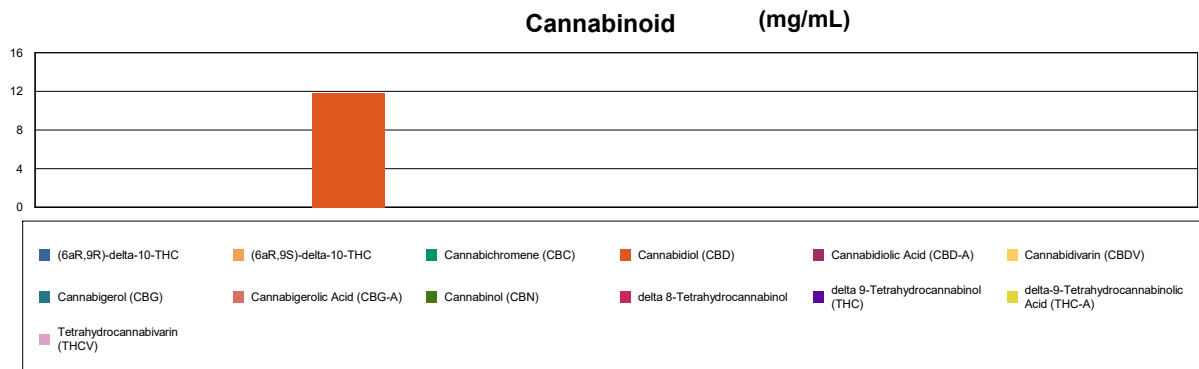 Cannabinoid (mg/mL)
16
12
8
4
0
(6aR,9R)-delta-10-THC
(6aR,9S)-delta-10-THC
Cannabichromene (CBC)
Cannabidiol (CBD)
Cannabidiolic Acid (CBD-A)
Cannabidivarin (CBDV)
Cannabigerol (CBG)
Cannabigerolic Acid (CBG-A)
Cannabinol (CBN)
delta 8-Tetrahydrocannabinol
delta 9-Tetrahydrocannabinol
(THC)
delta-9-Tetrahydrocannabinolic
Acid (THC-A)
Tetrahydrocannabivarin
(THCV)